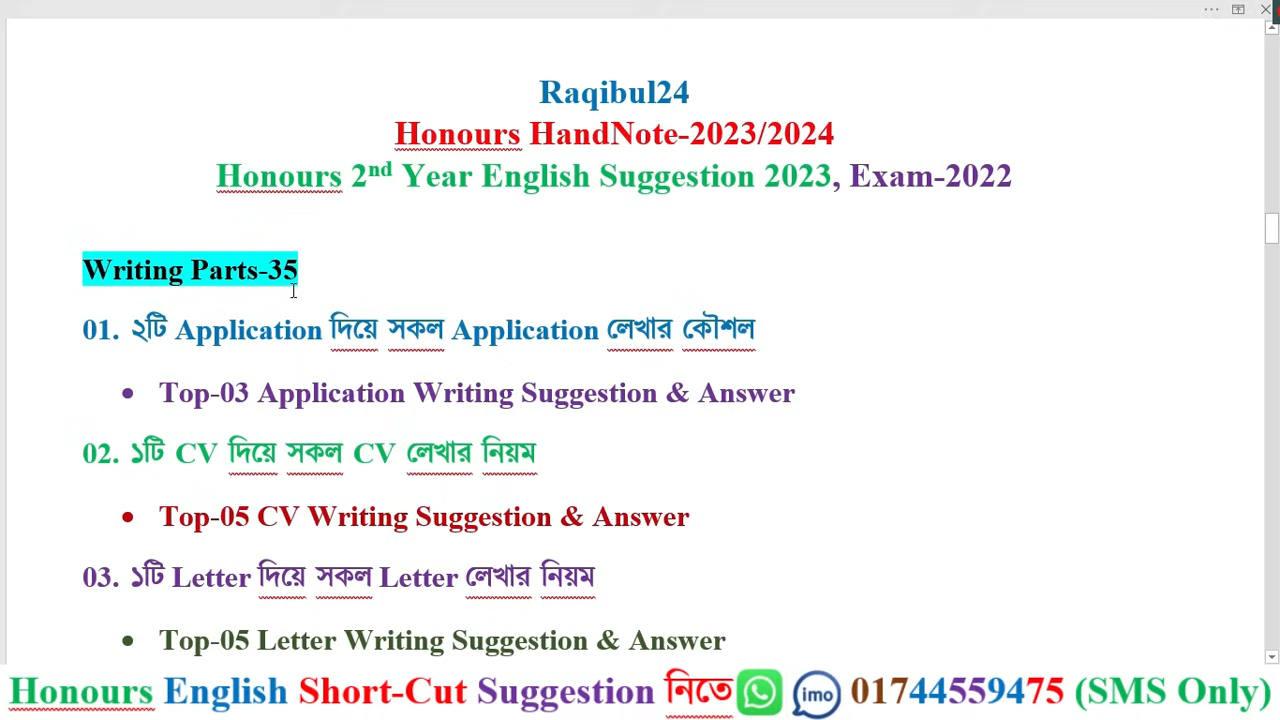 Raqibul24
Honours HandNote-2023/2024
Honours 2nd Year English Suggestion 2023, Exam-2022
Writing Parts-35
01. ২টি Application দিয়ে সকল Application লেখার কৌশল
• Top-03 Application Writing Suggestion & Answer
02. ১টি CV দিয়ে সকল CV লেখার নিয়ম
• Top-05 CV Writing Suggestion & Answer
03. ১টি Letter দিয়ে সকল Letter লেখার নিয়ম
• Top-05 Letter Writing Suggestion & Answer
Honours English Short-Cut Suggestion নিতে imo 01744559475 (SMS Only)